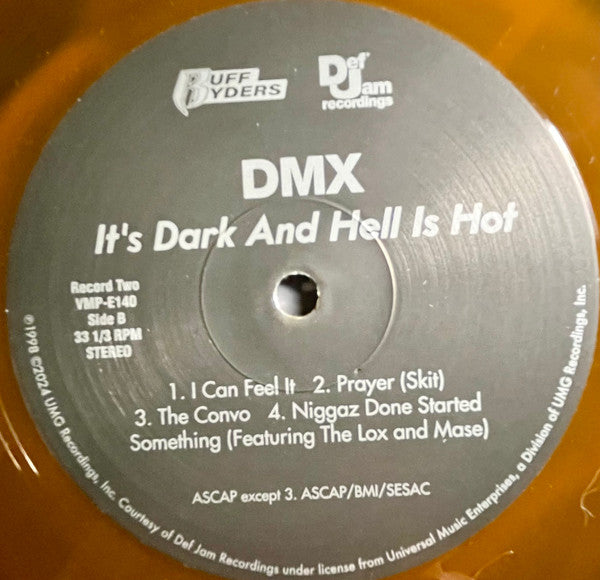 RUFF
RYDERS
Def
Jam
recordings
DMX
It's Dark And Hell Is Hot
Record Two
VMP-E140
Side B
33 1/3 RPM
STEREO
1. I Can Feel It 2. Prayer (Skit)
3. The Convo 4. Niggaz Done Started
Something (Featuring The Lox and Mase)
ASCAP except 3. ASCAP/BMI/SESAC
℗1998 ©2024 UMG Recordings, Inc. Courtesy of Def Jam Recordings under license from Universal Music Enterprises, a Division of UMG Recordings, Inc.